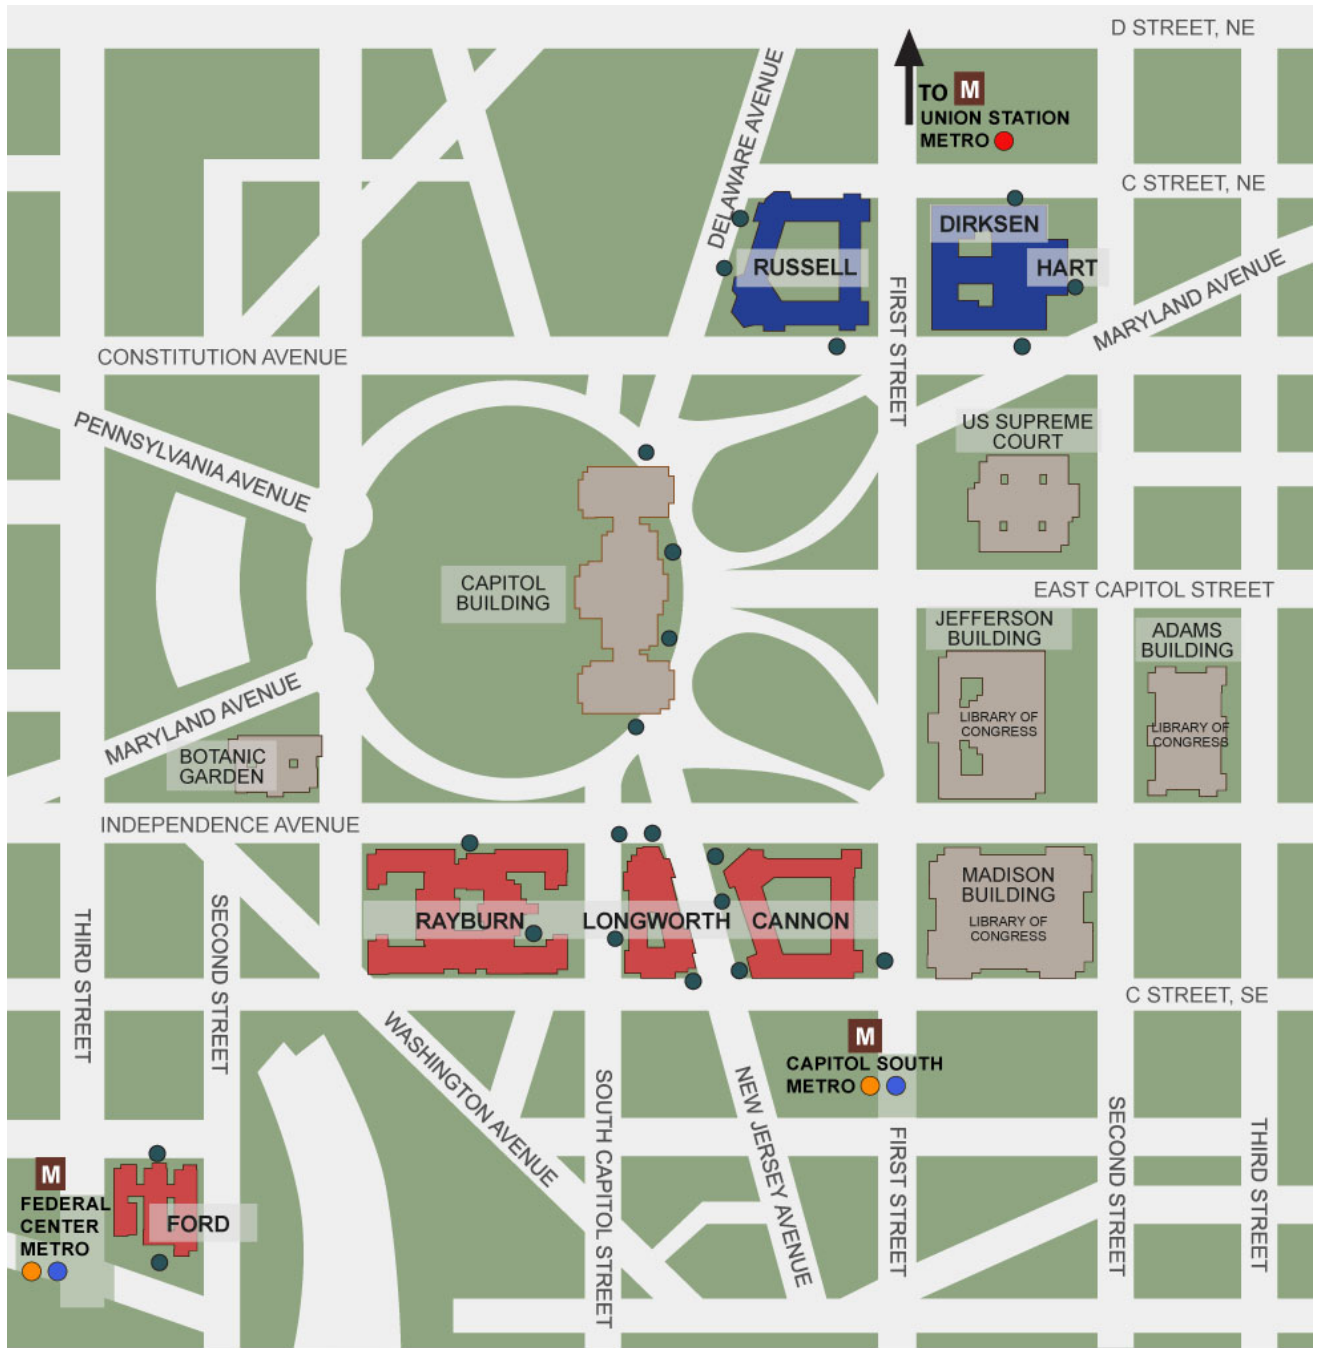 D STREET, NE
TO M
UNION STATION
METRO
DELAWARE AVENUE
C STREET, NE
DIRKSEN
RUSSELL
HART
FIRST STREET
MARYLAND AVENUE
CONSTITUTION AVENUE
PENNSYLVANIA AVENUE
US SUPREME
COURT
CAPITOL
BUILDING
EAST CAPITOL STREET
JEFFERSON
BUILDING
LIBRARY OF
CONGRESS
ADAMS
BUILDING
LIBRARY OF
CONGRESS
MARYLAND AVENUE
BOTANIC
GARDEN
INDEPENDENCE AVENUE
RAYBURN
LONGWORTH
CANNON
MADISON
BUILDING
LIBRARY OF
CONGRESS
THIRD STREET
SECOND STREET
C STREET, SE
WASHINGTON AVENUE
M
CAPITOL SOUTH
METRO
SOUTH CAPITOL STREET
NEW JERSEY AVENUE
FIRST STREET
SECOND STREET
THIRD STREET
M
FEDERAL
CENTER
METRO
FORD